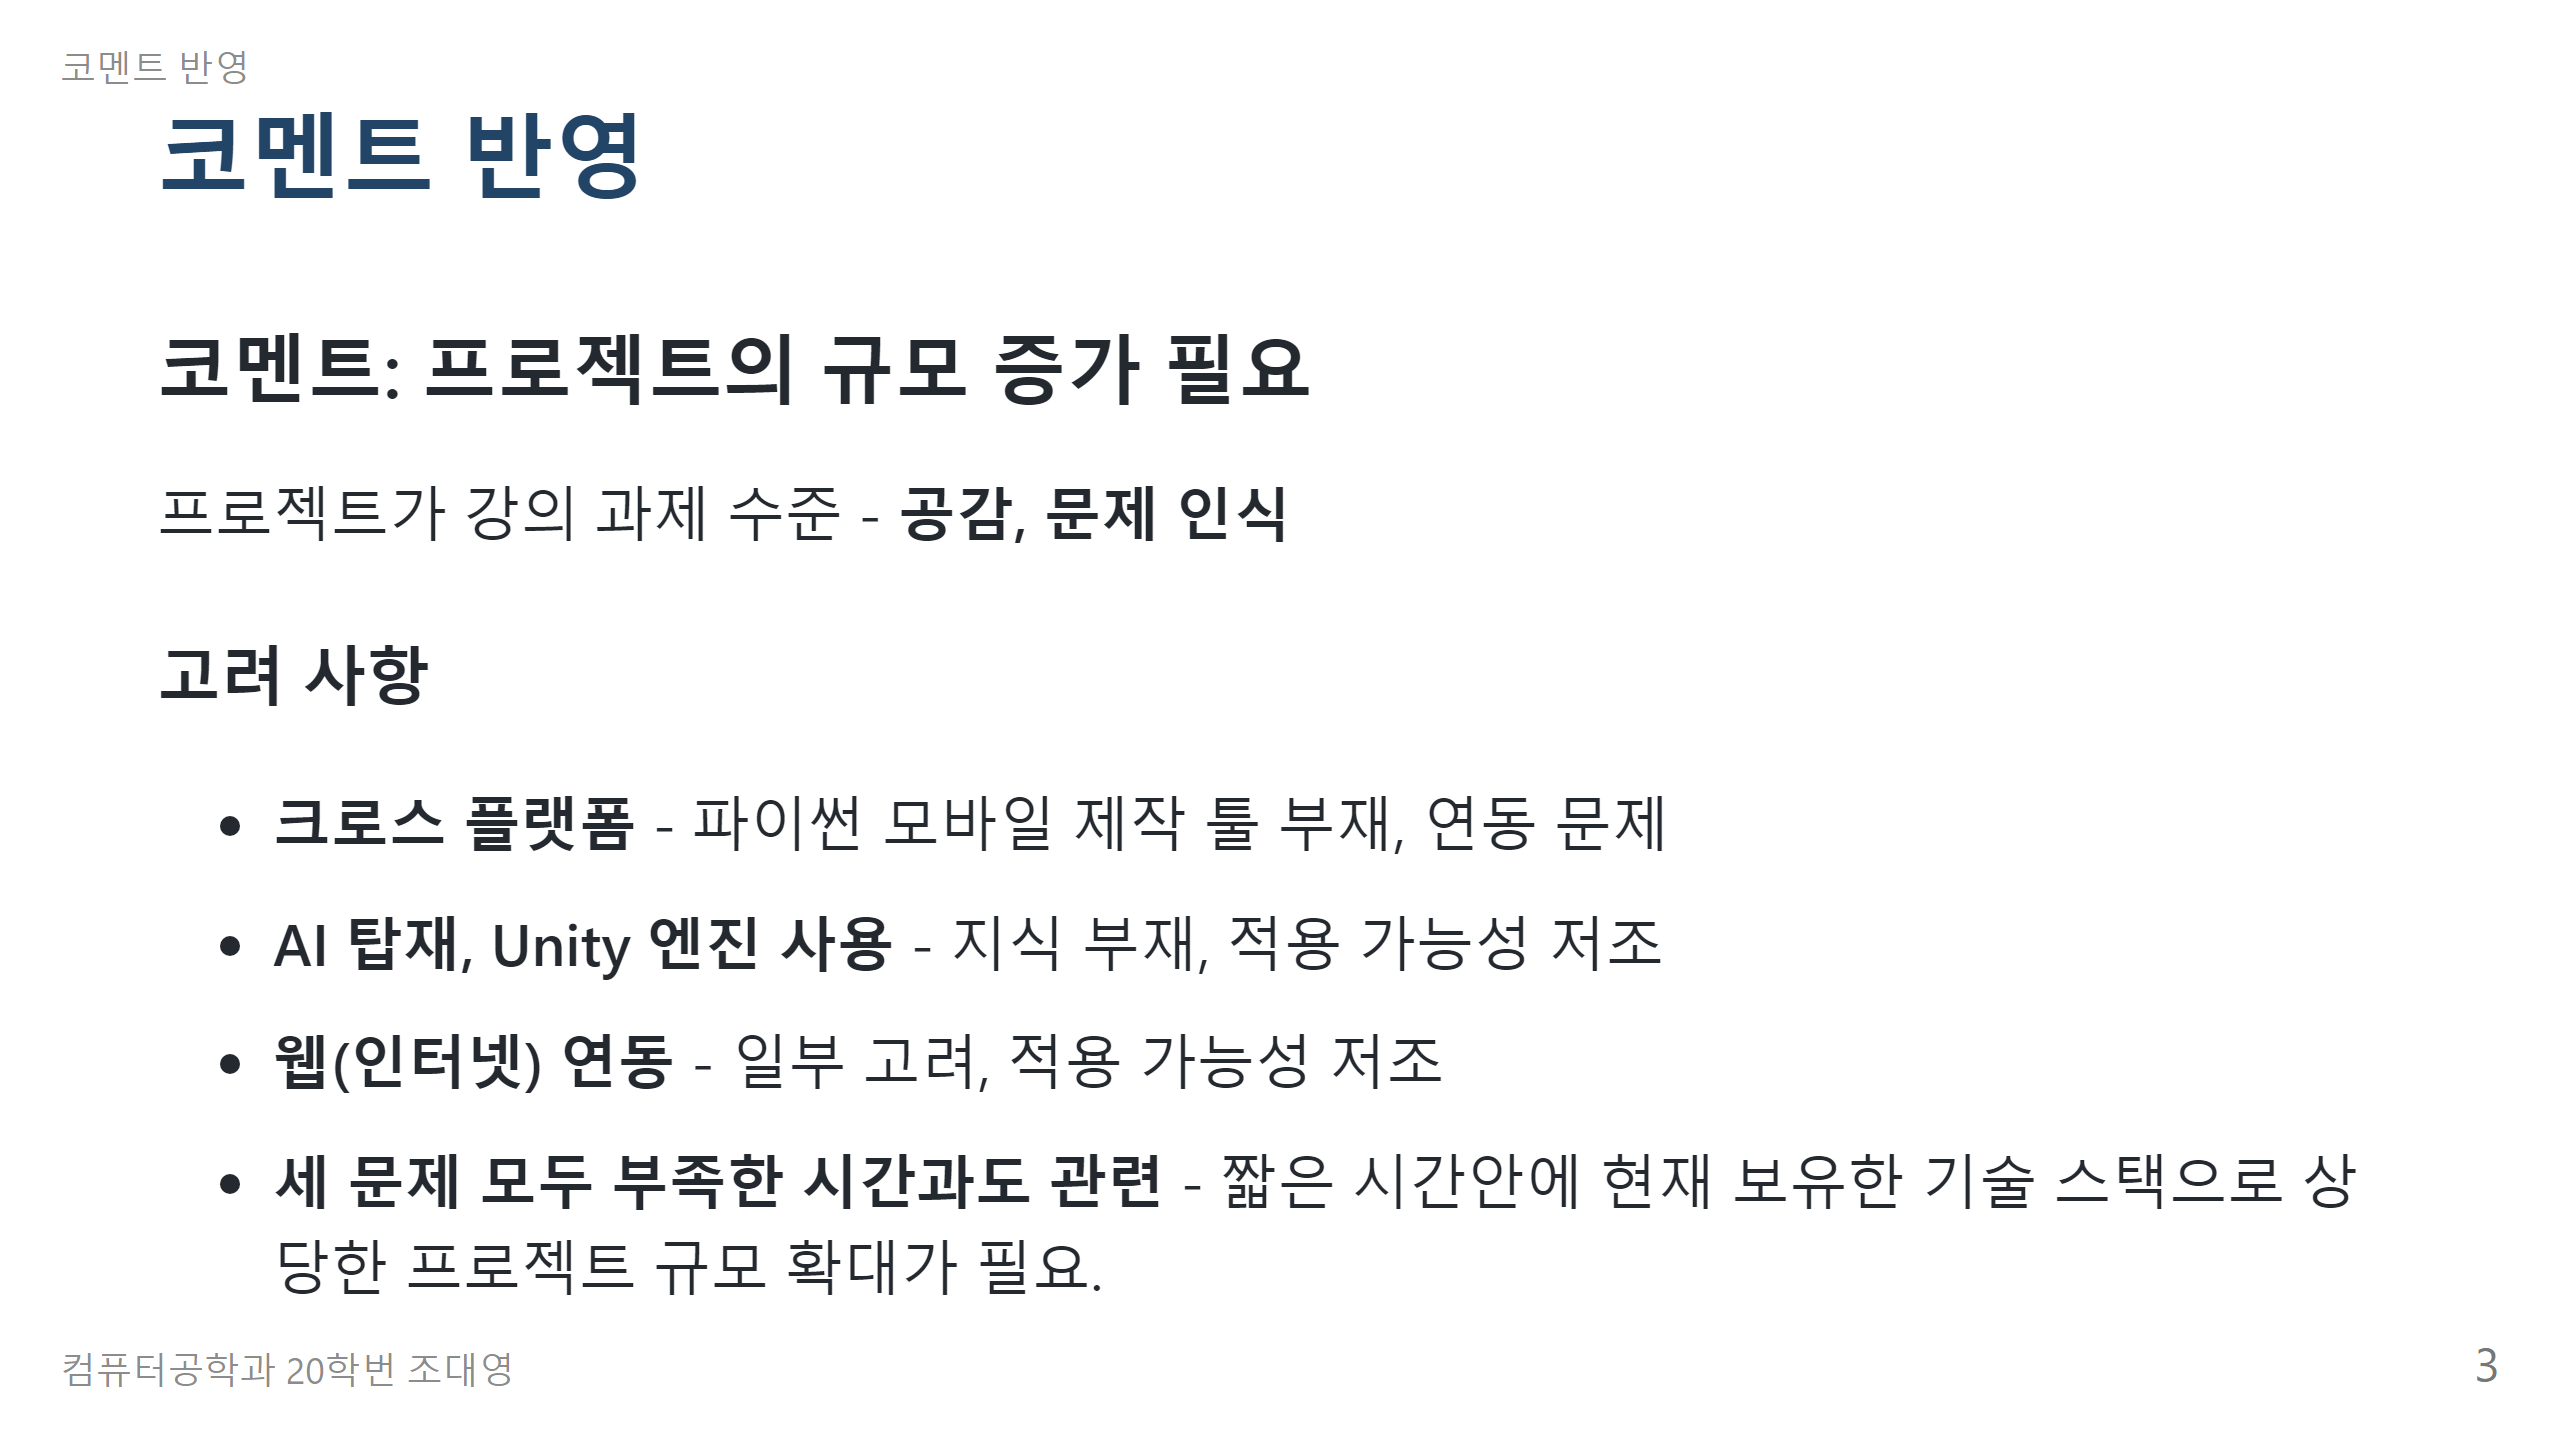 코멘트 반영
코멘트 반영
코멘트: 프로젝트의 규모 증가 필요
프로젝트가 강의 과제 수준 - 공감, 문제 인식
고려 사항
• 크로스 플랫폼 - 파이썬 모바일 제작 툴 부재, 연동 문제
• AI 탑재, Unity 엔진 사용 - 지식 부재, 적용 가능성 저조
• 웹(인터넷) 연동 - 일부 고려, 적용 가능성 저조
• 세 문제 모두 부족한 시간과도 관련 - 짧은 시간안에 현재 보유한 기술 스택으로 상
당한 프로젝트 규모 확대가 필요.
컴퓨터공학과 20학번 조대영
3